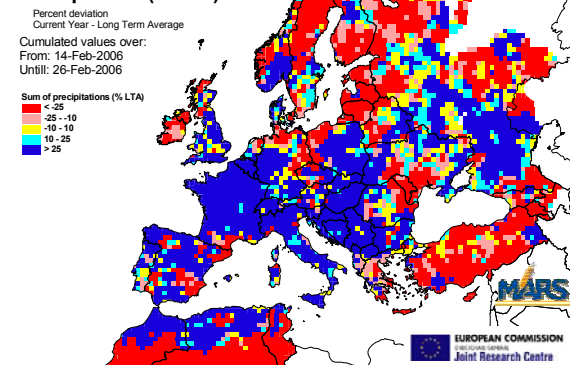 Percent deviation
Current Year - Long Term Average
Cumulated values over:
From: 14-Feb-2006
Untill: 26-Feb-2006
Sum of precipitations (% LTA)
< -25
-25 - -10
-10 - 10
10 - 25
> 25
MARS
EUROPEAN COMMISSION
Joint Research Centre